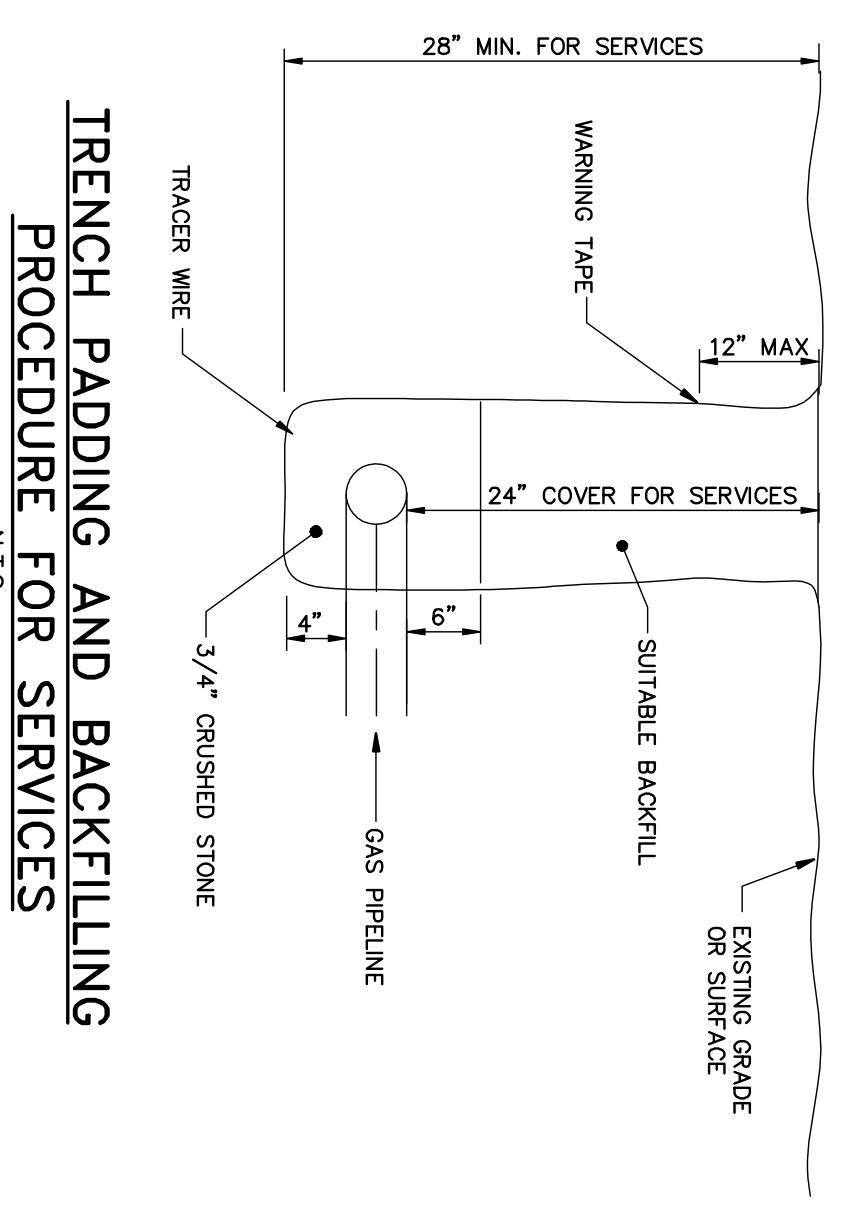 28” MIN. FOR SERVICES
12” MAX
WARNING TAPE
TRACER WIRE
24” COVER FOR SERVICES
4”
6”
SUITABLE BACKFILL
3/4” CRUSHED STONE
GAS PIPELINE
EXISTING GRADE
OR SURFACE
TRENCH PADDING AND BACKFILLING
PROCEDURE FOR SERVICES